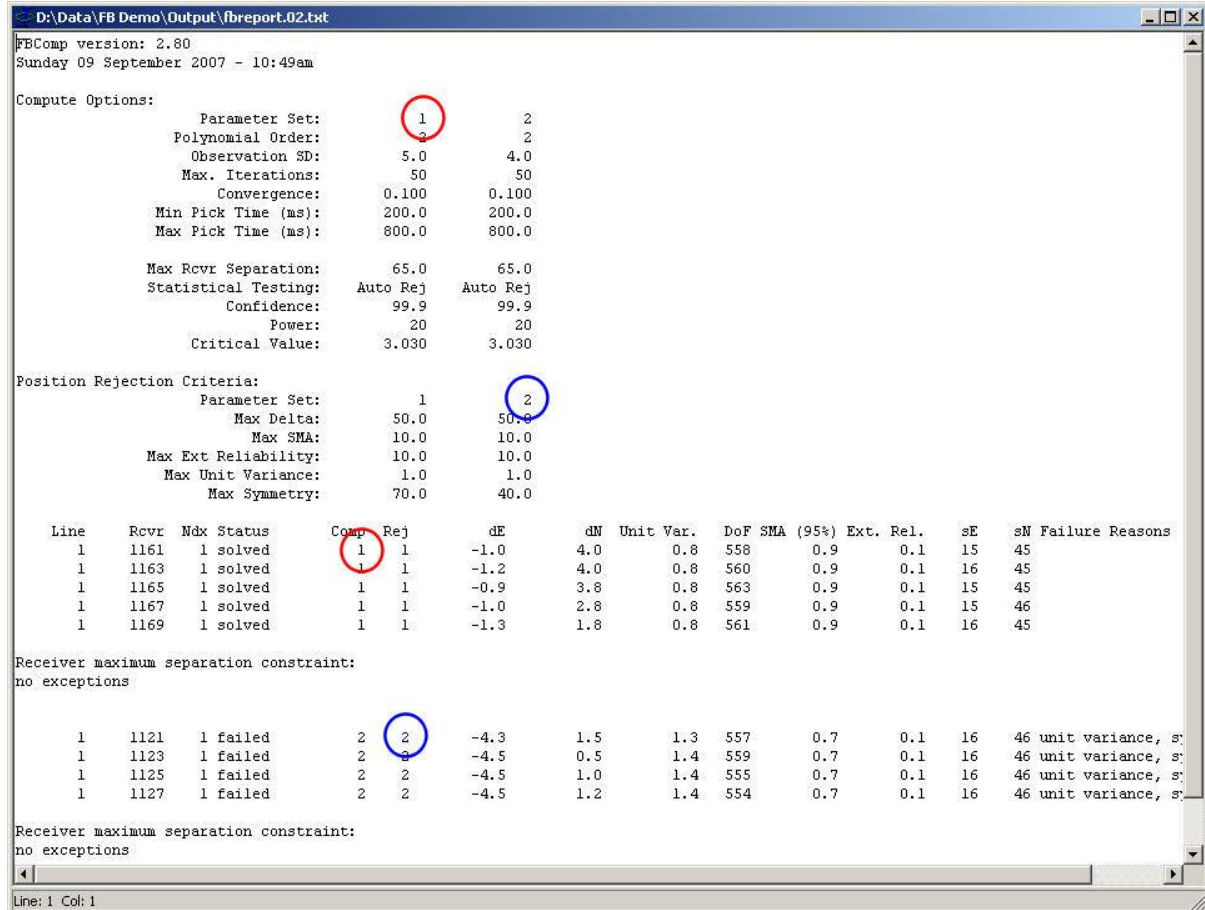 D:\Data\FB Demo\Output\fbreport.02.txt
FBComp version: 2.80
Sunday 09 September 2007 - 10:49am
Compute Options:
Parameter Set: 1 2
Polynomial Order: 2 2
Observation SD: 5.0 4.0
Max. Iterations: 50 50
Convergence: 0.100 0.100
Min Pick Time (ms): 200.0 200.0
Max Pick Time (ms): 800.0 800.0
Max Rcvr Separation: 65.0 65.0
Statistical Testing: Auto Rej Auto Rej
Confidence: 99.9 99.9
Power: 20 20
Critical Value: 3.030 3.030
Position Rejection Criteria:
Parameter Set: 1 2
Max Delta: 50.0 50.0
Max SMA: 10.0 10.0
Max Ext Reliability: 10.0 10.0
Max Unit Variance: 1.0 1.0
Max Symmetry: 70.0 40.0
Line Rcvr Ndx Status Comp Rej dE dN Unit Var. DoF SMA (95%) Ext. Rel. sE sN Failure Reasons
1 1161 1 solved 1 1 -1.0 4.0 0.8 558 0.9 0.1 15 45
1 1163 1 solved 1 1 -1.2 4.0 0.8 560 0.9 0.1 16 45
1 1165 1 solved 1 1 -0.9 3.8 0.8 563 0.9 0.1 15 45
1 1167 1 solved 1 1 -1.0 2.8 0.8 559 0.9 0.1 15 46
1 1169 1 solved 1 1 -1.3 1.8 0.8 561 0.9 0.1 16 45
Receiver maximum separation constraint:
no exceptions
1 1121 1 failed 2 2 -4.3 1.5 1.3 557 0.7 0.1 16 46 unit variance, s
1 1123 1 failed 2 2 -4.5 0.5 1.4 559 0.7 0.1 16 46 unit variance, s
1 1125 1 failed 2 2 -4.5 1.0 1.4 555 0.7 0.1 16 46 unit variance, s
1 1127 1 failed 2 2 -4.5 1.2 1.4 554 0.7 0.1 16 46 unit variance, s
Receiver maximum separation constraint:
no exceptions
Line: 1 Col: 1